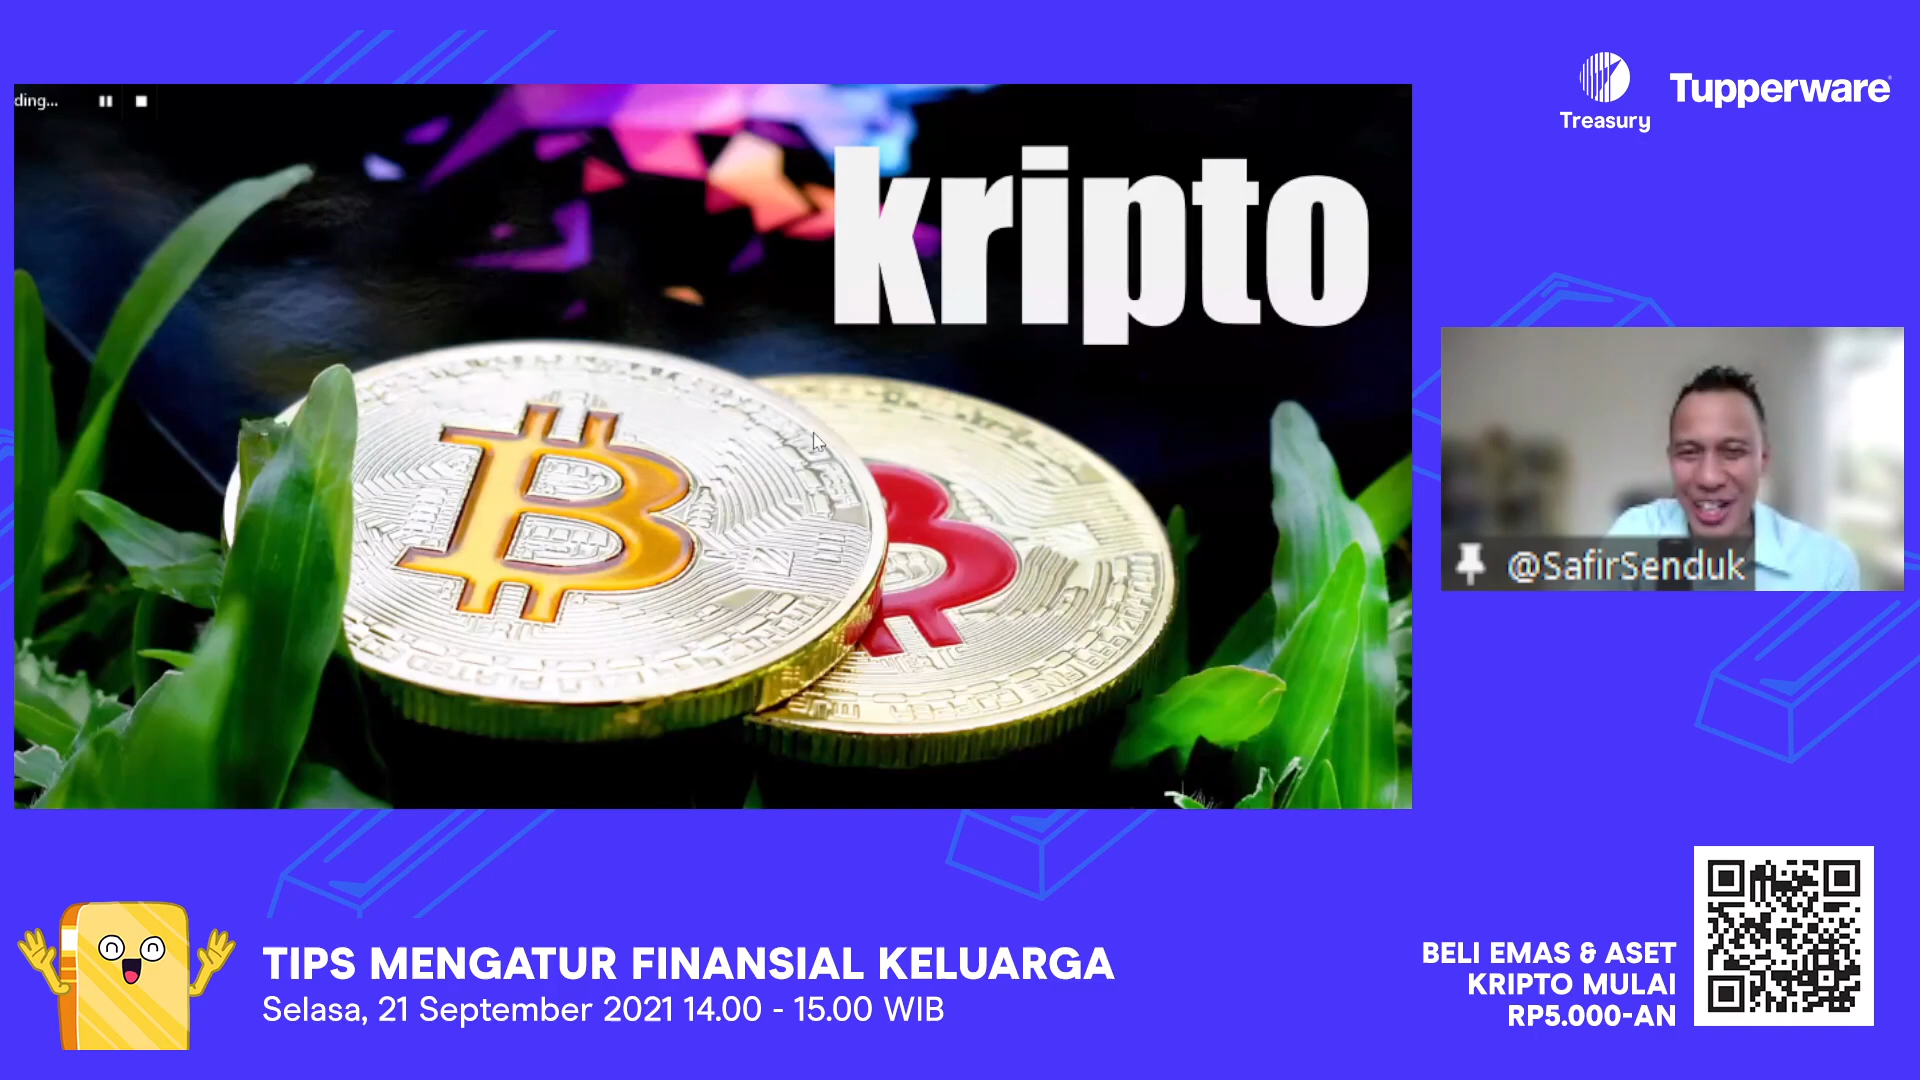 ding...
Treasury
Tupperware
kripto
@SafirSenduk
TIPS MENGATUR FINANSIAL KELUARGA
Selasa, 21 September 2021 14.00 - 15.00 WIB
BELI EMAS & ASET
KRIPTO MULAI
RP5.000-AN